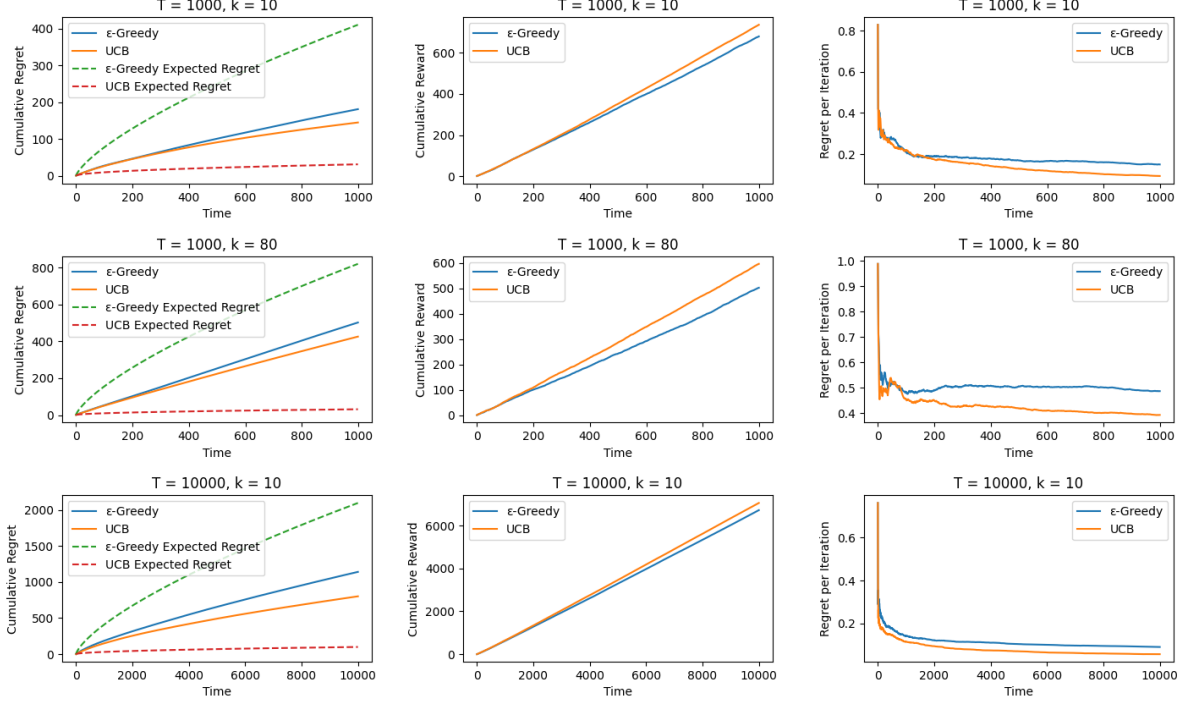 T = 1000, k = 10
Cumulative Regret
400
300
200
100
0
ε-Greedy
UCB
ε-Greedy Expected Regret
UCB Expected Regret
0 200 400 600 800 1000
Time
T = 1000, k = 10
Cumulative Reward
600
400
200
0
ε-Greedy
UCB
0 200 400 600 800 1000
Time
T = 1000, k = 10
Regret per Iteration
0.8
0.6
0.4
0.2
ε-Greedy
UCB
0 200 400 600 800 1000
Time
T = 1000, k = 80
Cumulative Regret
800
600
400
200
0
ε-Greedy
UCB
ε-Greedy Expected Regret
UCB Expected Regret
0 200 400 600 800 1000
Time
T = 1000, k = 80
Cumulative Reward
600
500
400
300
200
100
0
ε-Greedy
UCB
0 200 400 600 800 1000
Time
T = 1000, k = 80
Regret per Iteration
1.0
0.9
0.8
0.7
0.6
0.5
0.4
ε-Greedy
UCB
0 200 400 600 800 1000
Time
T = 10000, k = 10
Cumulative Regret
2000
1500
1000
500
0
ε-Greedy
UCB
ε-Greedy Expected Regret
UCB Expected Regret
0 2000 4000 6000 8000 10000
Time
T = 10000, k = 10
Cumulative Reward
6000
4000
2000
0
ε-Greedy
UCB
0 2000 4000 6000 8000 10000
Time
T = 10000, k = 10
Regret per Iteration
0.6
0.4
0.2
ε-Greedy
UCB
0 2000 4000 6000 8000 10000
Time